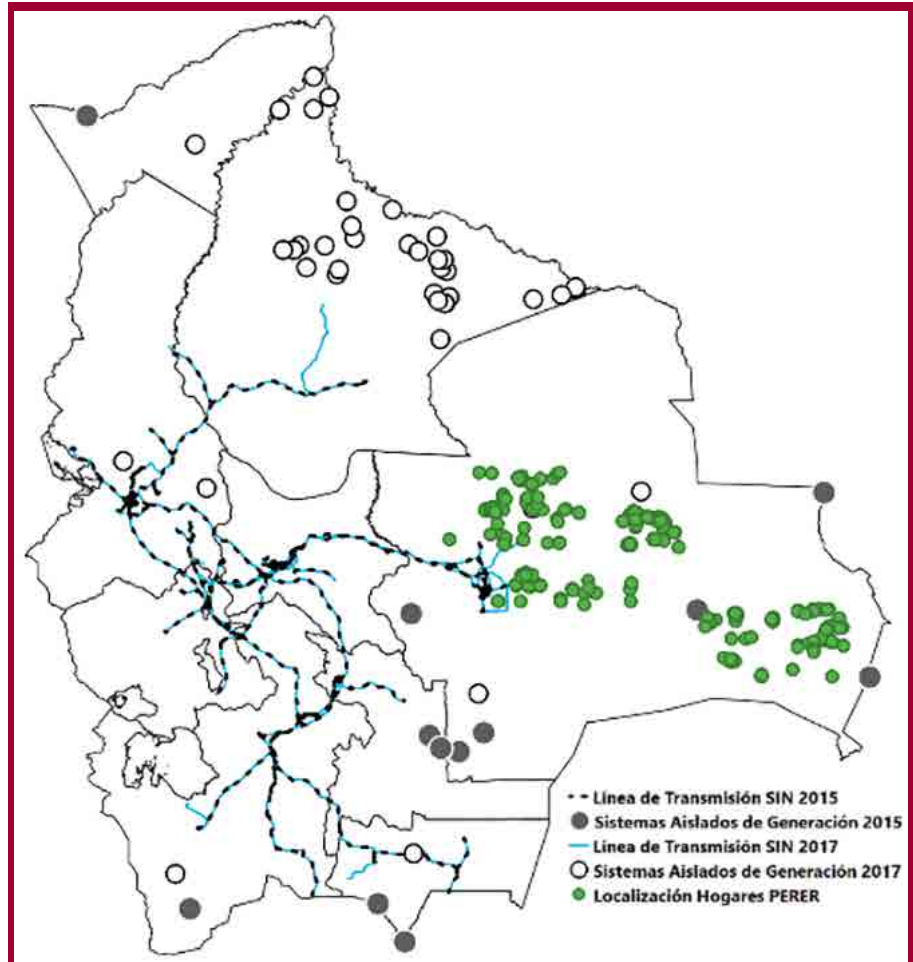 Línea de Transmisión SIN 2015
Sistemas Aislados de Generación 2015
Línea de Transmisión SIN 2017
Sistemas Aislados de Generación 2017
Localización Hogares PERER